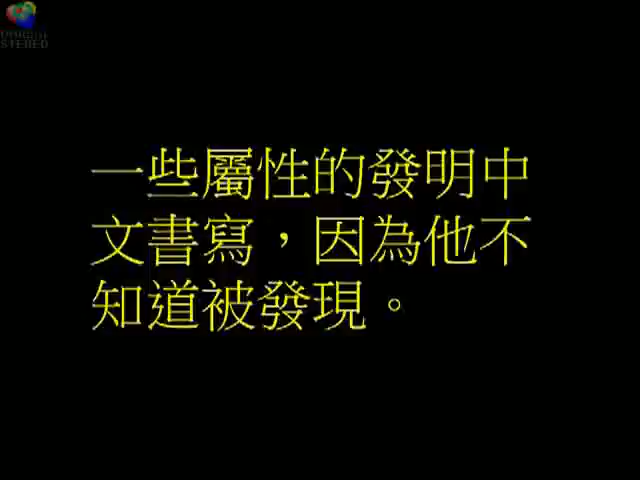 一些屬性的發明中
文書寫，因為他不
知道被發現。